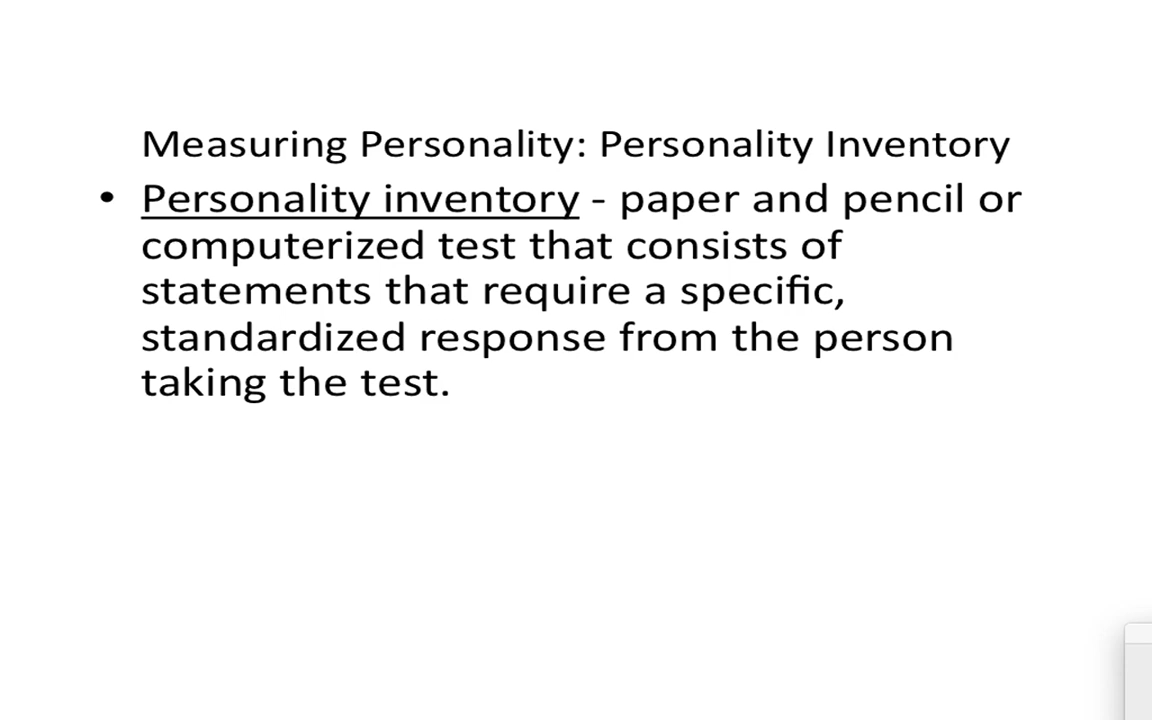 Measuring Personality: Personality Inventory
• Personality inventory - paper and pencil or
computerized test that consists of
statements that require a specific,
standardized response from the person
taking the test.